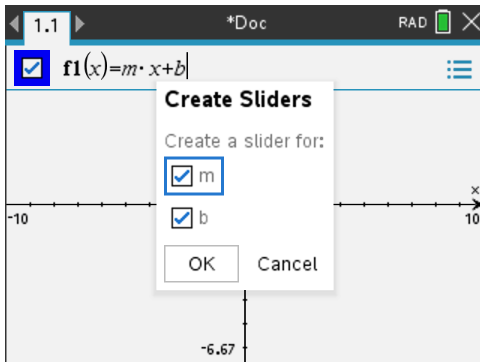 1.1 *Doc RAD
f1(x)=m· x+b
Create Sliders
Create a slider for:
m
x
-10 10
b
OK Cancel
-6.67